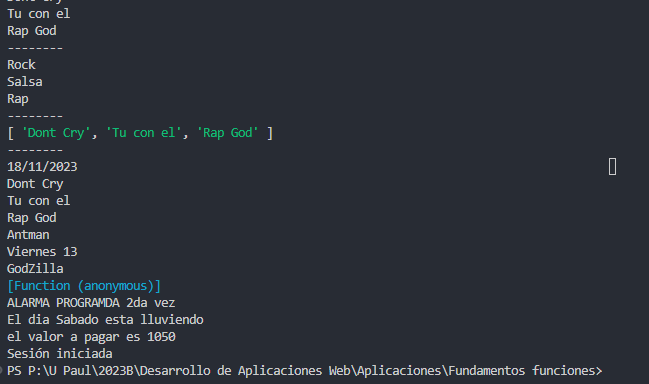 Dont Cry
Tu con el
Rap God
--------
Rock
Salsa
Rap
--------
[ 'Dont Cry', 'Tu con el', 'Rap God' ]
--------
18/11/2023
Dont Cry
Tu con el
Rap God
Antman
Viernes 13
GodZilla
[Function (anonymous)]
ALARMA PROGRAMDA 2da vez
El dia Sabado esta lluviendo
el valor a pagar es 1050
Sesión iniciada
PS P:\U Paul\2023B\Desarrollo de Aplicaciones Web\Aplicaciones\Fundamentos funciones>